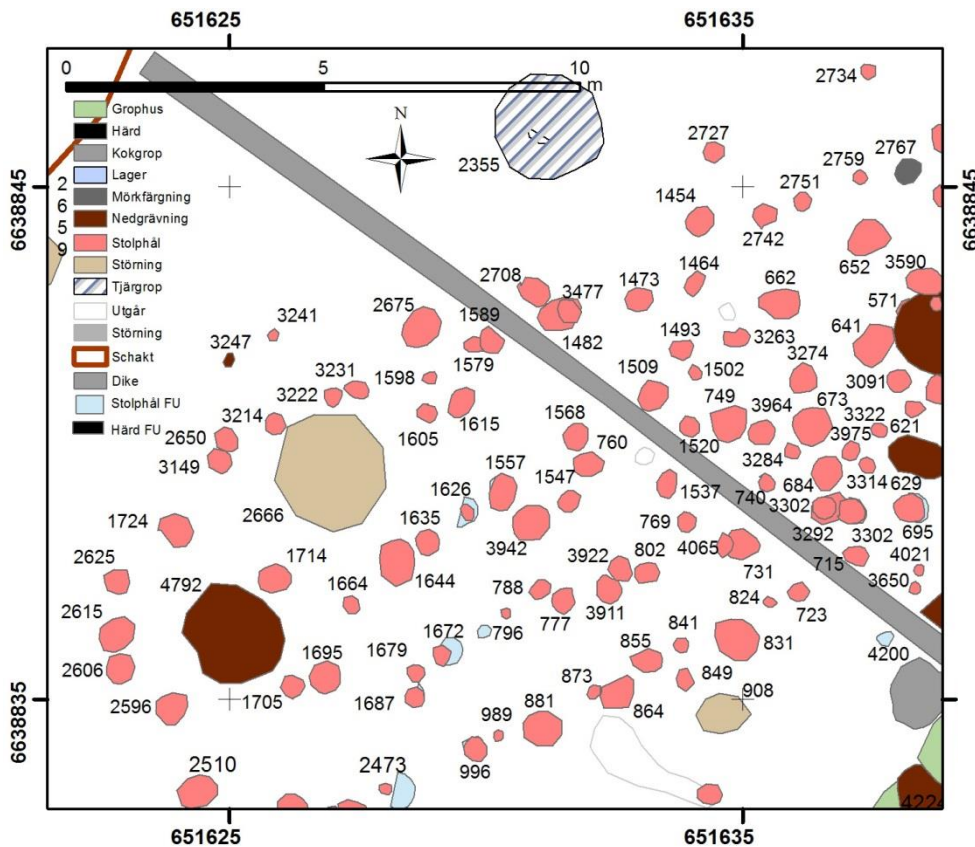 651625 651635
0 5 10
m
N
6638845
6638845
6638835
6638835
Grophus
Härd
Kokgrop
Lager
Mörkfärgning
Nedgrävning
Stolphål
Störning
Tjärgrop
Utgår
Störning
Schakt
Dike
Stolphål FU
Härd FU
2
6
5
9
2734
2727
2759 2767
2355
2751
1454
2742
652
3590
1464 662
2708 3477 1473
571
2675 1589
3241
3247
1482 1493 3263 641
1579
1502 3274
3231 1598 1509
3091
3222
749 3964 673 3322
3214 1605 1615 1568 621
2650 760 1520 3975
3149 3284
1557 1547 684 3314 629
2666 1626 1537 740 3302
1724 1635 769 3292 3302 695
3942 4065 4021
1714 3922 802 731 715
2625 4792 1664 1644 788 3650
3911 824 723
2615 777
1672 796 841 831
1695 1679 855 4200
2606 849
873 908
2596 1705 1687 881 864
989
996
2510 2473
4224
651625 651635